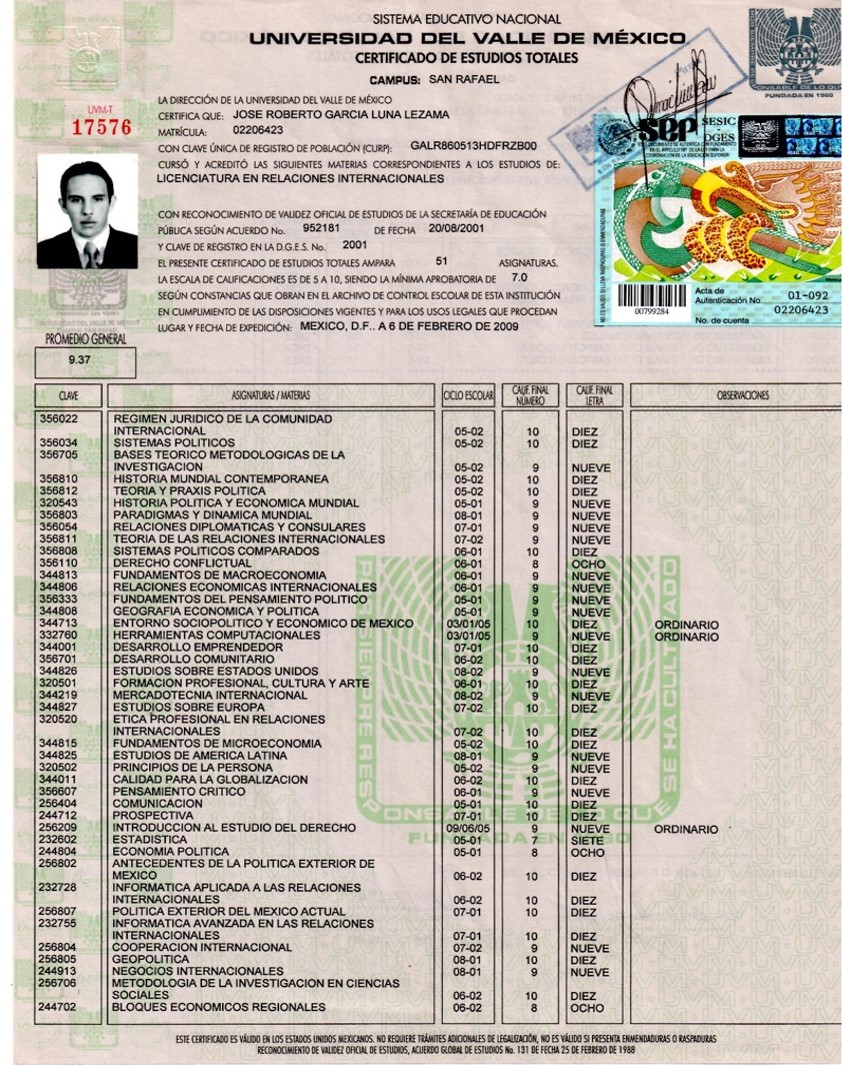 SISTEMA EDUCATIVO NACIONAL
UNIVERSIDAD DEL VALLE DE MÉXICO
CERTIFICADO DE ESTUDIOS TOTALES
CAMPUS: SAN RAFAEL
FUNDADA EN 1960
UVM-T
17576
LA DIRECCIÓN DE LA UNIVERSIDAD DEL VALLE DE MÉXICO
CERTIFICA QUE: JOSE ROBERTO GARCIA LUNA LEZAMA
MATRÍCULA: 02206423
CON CLAVE ÚNICA DE REGISTRO DE POBLACIÓN (CURP): GALR860513HDFRZB00
CURSÓ Y ACREDITÓ LAS SIGUIENTES MATERIAS CORRESPONDIENTES A LOS ESTUDIOS DE:
LICENCIATURA EN RELACIONES INTERNACIONALES
CON RECONOCIMIENTO DE VALIDEZ OFICIAL DE ESTUDIOS DE LA SECRETARÍA DE EDUCACIÓN
PÚBLICA SEGÚN ACUERDO No. 952181 DE FECHA 20/08/2001
Y CLAVE DE REGISTRO EN LA D.G.E.S. No. 2001
EL PRESENTE CERTIFICADO DE ESTUDIOS TOTALES AMPARA 51 ASIGNATURAS.
LA ESCALA DE CALIFICACIONES ES DE 5 A 10, SIENDO LA MÍNIMA APROBATORIA DE 7.0
SEGÚN CONSTANCIAS QUE OBRAN EN EL ARCHIVO DE CONTROL ESCOLAR DE ESTA INSTITUCIÓN
EN CUMPLIMIENTO DE LAS DISPOSICIONES VIGENTES Y PARA LOS USOS LEGALES QUE PROCEDAN
LUGAR Y FECHA DE EXPEDICIÓN: MEXICO, D.F.. A 6 DE FEBRERO DE 2009
SEP
SESIC
DGES
00799284
Acta de
Autenticación No. 01-092
No. de cuenta 02206423
PROMEDIO GENERAL
9.37
CLAVE ASIGNATURAS / MATERIAS CICLO ESCOLAR CALIF. FINAL NÚMERO CALIF. FINAL LETRA OBSERVACIONES
356022 REGIMEN JURIDICO DE LA COMUNIDAD
INTERNACIONAL 05-02 10 DIEZ
356034 SISTEMAS POLITICOS 05-02 10 DIEZ
356705 BASES TEORICO METODOLOGICAS DE LA
INVESTIGACION 05-02 9 NUEVE
356810 HISTORIA MUNDIAL CONTEMPORANEA 05-02 10 DIEZ
356812 TEORIA Y PRAXIS POLITICA 05-02 10 DIEZ
320543 HISTORIA POLITICA Y ECONOMICA MUNDIAL 05-01 9 NUEVE
356803 PARADIGMAS Y DINAMICA MUNDIAL 08-01 9 NUEVE
356054 RELACIONES DIPLOMATICAS Y CONSULARES 07-01 9 NUEVE
356811 TEORIA DE LAS RELACIONES INTERNACIONALES 07-02 9 NUEVE
356808 SISTEMAS POLITICOS COMPARADOS 06-01 10 DIEZ
356110 DERECHO CONFLICTUAL 06-01 8 OCHO
344813 FUNDAMENTOS DE MACROECONOMIA 06-01 9 NUEVE
344806 RELACIONES ECONOMICAS INTERNACIONALES 06-01 9 NUEVE
356333 FUNDAMENTOS DEL PENSAMIENTO POLITICO 05-01 9 NUEVE
344808 GEOGRAFIA ECONOMICA Y POLITICA 05-01 9 NUEVE
344713 ENTORNO SOCIOPOLITICO Y ECONOMICO DE MEXICO 03/01/05 10 DIEZ ORDINARIO
332760 HERRAMIENTAS COMPUTACIONALES 03/01/05 9 NUEVE ORDINARIO
344001 DESARROLLO EMPRENDEDOR 07-01 10 DIEZ
356701 DESARROLLO COMUNITARIO 06-02 10 DIEZ
344826 ESTUDIOS SOBRE ESTADOS UNIDOS 08-02 9 NUEVE
320501 FORMACION PROFESIONAL, CULTURA Y ARTE 06-01 10 DIEZ
344219 MERCADOTECNIA INTERNACIONAL 08-02 9 NUEVE
344827 ESTUDIOS SOBRE EUROPA 07-02 10 DIEZ
320520 ETICA PROFESIONAL EN RELACIONES
INTERNACIONALES 07-02 10 DIEZ
344815 FUNDAMENTOS DE MICROECONOMIA 05-02 10 DIEZ
344825 ESTUDIOS DE AMERICA LATINA 08-01 9 NUEVE
320502 PRINCIPIOS DE LA PERSONA 05-02 9 NUEVE
344011 CALIDAD PARA LA GLOBALIZACION 06-02 10 DIEZ
356607 PENSAMIENTO CRITICO 06-01 9 NUEVE
256404 COMUNICACION 05-01 10 DIEZ
244712 PROSPECTIVA 07-01 10 DIEZ
256209 INTRODUCCION AL ESTUDIO DEL DERECHO 09/06/05 9 NUEVE ORDINARIO
232602 ESTADISTICA 05-01 7 SIETE
244804 ECONOMIA POLITICA 05-01 8 OCHO
256802 ANTECEDENTES DE LA POLITICA EXTERIOR DE
MEXICO 06-02 10 DIEZ
232728 INFORMATICA APLICADA A LAS RELACIONES
INTERNACIONALES 06-02 10 DIEZ
256807 POLITICA EXTERIOR DEL MEXICO ACTUAL 07-01 10 DIEZ
232755 INFORMATICA AVANZADA EN LAS RELACIONES
INTERNACIONALES 07-01 10 DIEZ
256804 COOPERACION INTERNACIONAL 07-02 9 NUEVE
256805 GEOPOLITICA 08-01 10 DIEZ
244913 NEGOCIOS INTERNACIONALES 08-01 9 NUEVE
256706 METODOLOGIA DE LA INVESTIGACION EN CIENCIAS
SOCIALES 06-02 10 DIEZ
244702 BLOQUES ECONOMICOS REGIONALES 06-02 8 OCHO
SIEMPRE RESPONSABLE DE LO QUE SE HA CULTIVADO
FUNDADA EN 1960
ESTE CERTIFICADO ES VÁLIDO EN LOS ESTADOS UNIDOS MEXICANOS. NO REQUIERE TRÁMITES ADICIONALES DE LEGALIZACIÓN, NO ES VÁLIDO SI PRESENTA ENMENDADURAS O RASPADURAS
RECONOCIMIENTO DE VALIDEZ OFICIAL DE ESTUDIOS, ACUERDO GLOBAL DE ESTUDIOS No. 131 DE FECHA 25 DE FEBRERO DE 1988